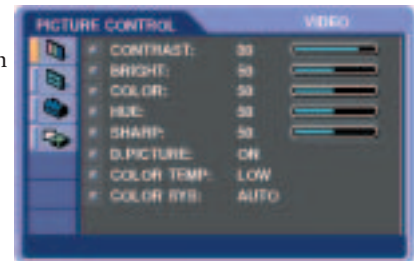 PICTURE CONTROL VIDEO
CONTRAST:
BRIGHT: 50
COLOR: 50
HUE: 50
SHARP: 50
D.PICTURE: ON
COLOR TEMP: LOW
COLOR SYS: AUTO